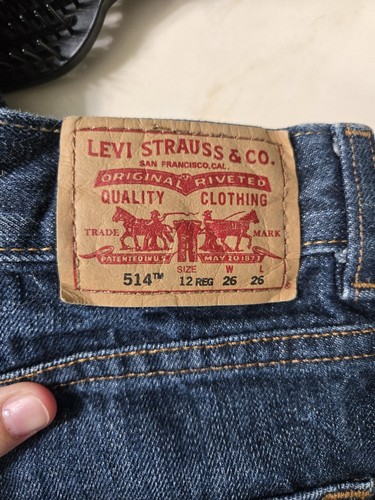 LEVI STRAUSS & CO.
SAN FRANCISCO, CAL.
ORIGINAL RIVETED
QUALITY CLOTHING
TRADE MARK
PATENTED IN U.S. MAY 20 1873
SIZE W L
514™ 12 REG 26 26